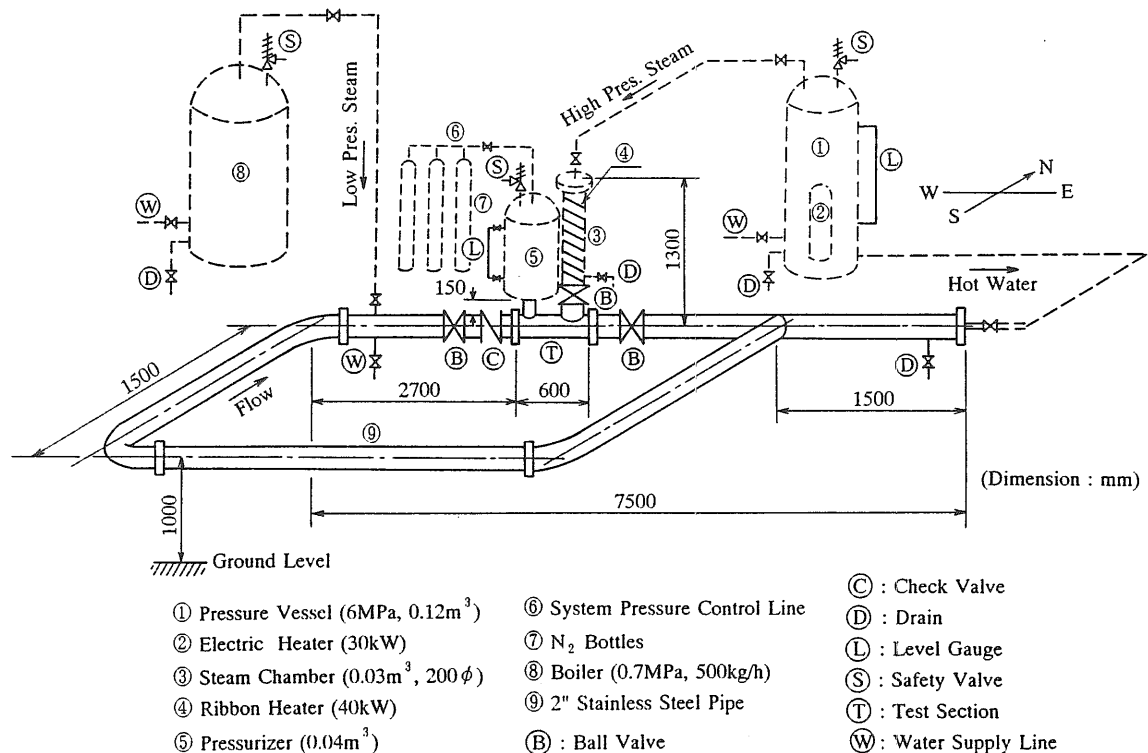 Ⓢ
Low Pres. Steam
⑧
Ⓦ
Ⓓ
⑥
Ⓢ
⑦
Ⓛ
⑤
150
High Pres. Steam
④
③
Ⓓ
Ⓑ
1300
Ⓢ
①
Ⓛ
②
Ⓦ
Ⓓ
N
W E
S
Hot Water
1500
Flow
Ⓦ
Ⓑ
Ⓒ
Ⓣ
Ⓑ
Ⓓ
2700
600
1500
⑨
(Dimension : mm)
7500
1000
Ground Level
① Pressure Vessel (6MPa, 0.12m³)
② Electric Heater (30kW)
③ Steam Chamber (0.03m³, 200ϕ)
④ Ribbon Heater (40kW)
⑤ Pressurizer (0.04m³)
⑥ System Pressure Control Line
⑦ N₂ Bottles
⑧ Boiler (0.7MPa, 500kg/h)
⑨ 2" Stainless Steel Pipe
Ⓑ : Ball Valve
Ⓒ : Check Valve
Ⓓ : Drain
Ⓛ : Level Gauge
Ⓢ : Safety Valve
Ⓣ : Test Section
Ⓦ : Water Supply Line